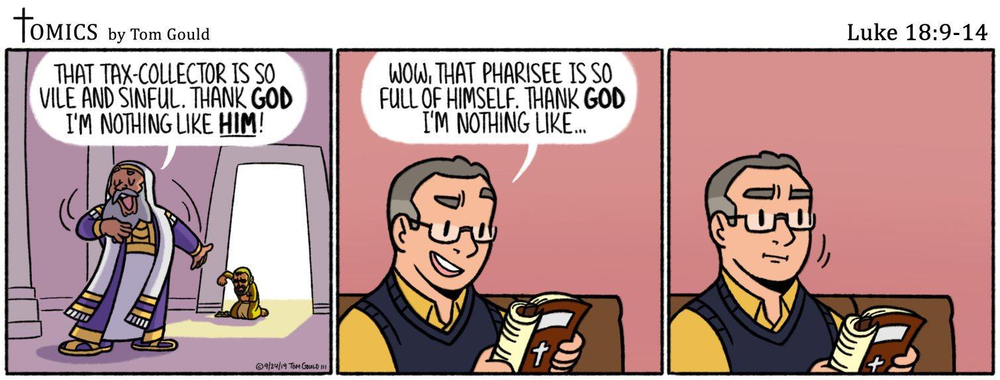 TOMICS by Tom Gould
Luke 18:9-14
THAT TAX-COLLECTOR IS SO
VILE AND SINFUL. THANK GOD
I'M NOTHING LIKE HIM!
©9/24/19 TOM GOULD III
WOW, THAT PHARISEE IS SO
FULL OF HIMSELF. THANK GOD
I'M NOTHING LIKE...